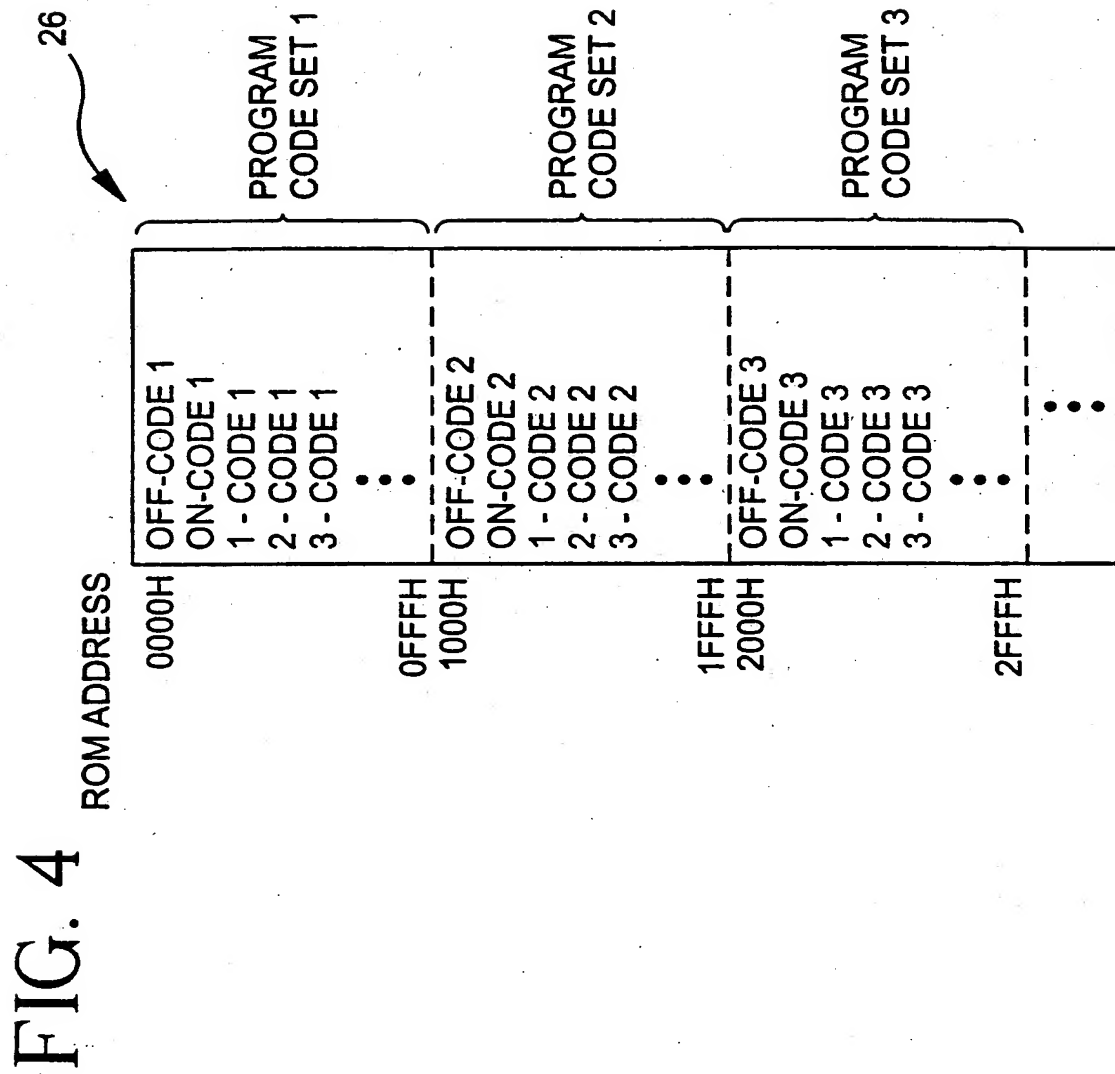 FIG. 4
26
ROM ADDRESS
0000H
OFF-CODE 1
ON-CODE 1
1 - CODE 1
2 - CODE 1
3 - CODE 1
PROGRAM
CODE SET 1
0FFFH
1000H
OFF-CODE 2
ON-CODE 2
1 - CODE 2
2 - CODE 2
3 - CODE 2
PROGRAM
CODE SET 2
1FFFH
2000H
OFF-CODE 3
ON-CODE 3
1 - CODE 3
2 - CODE 3
3 - CODE 3
PROGRAM
CODE SET 3
2FFFH